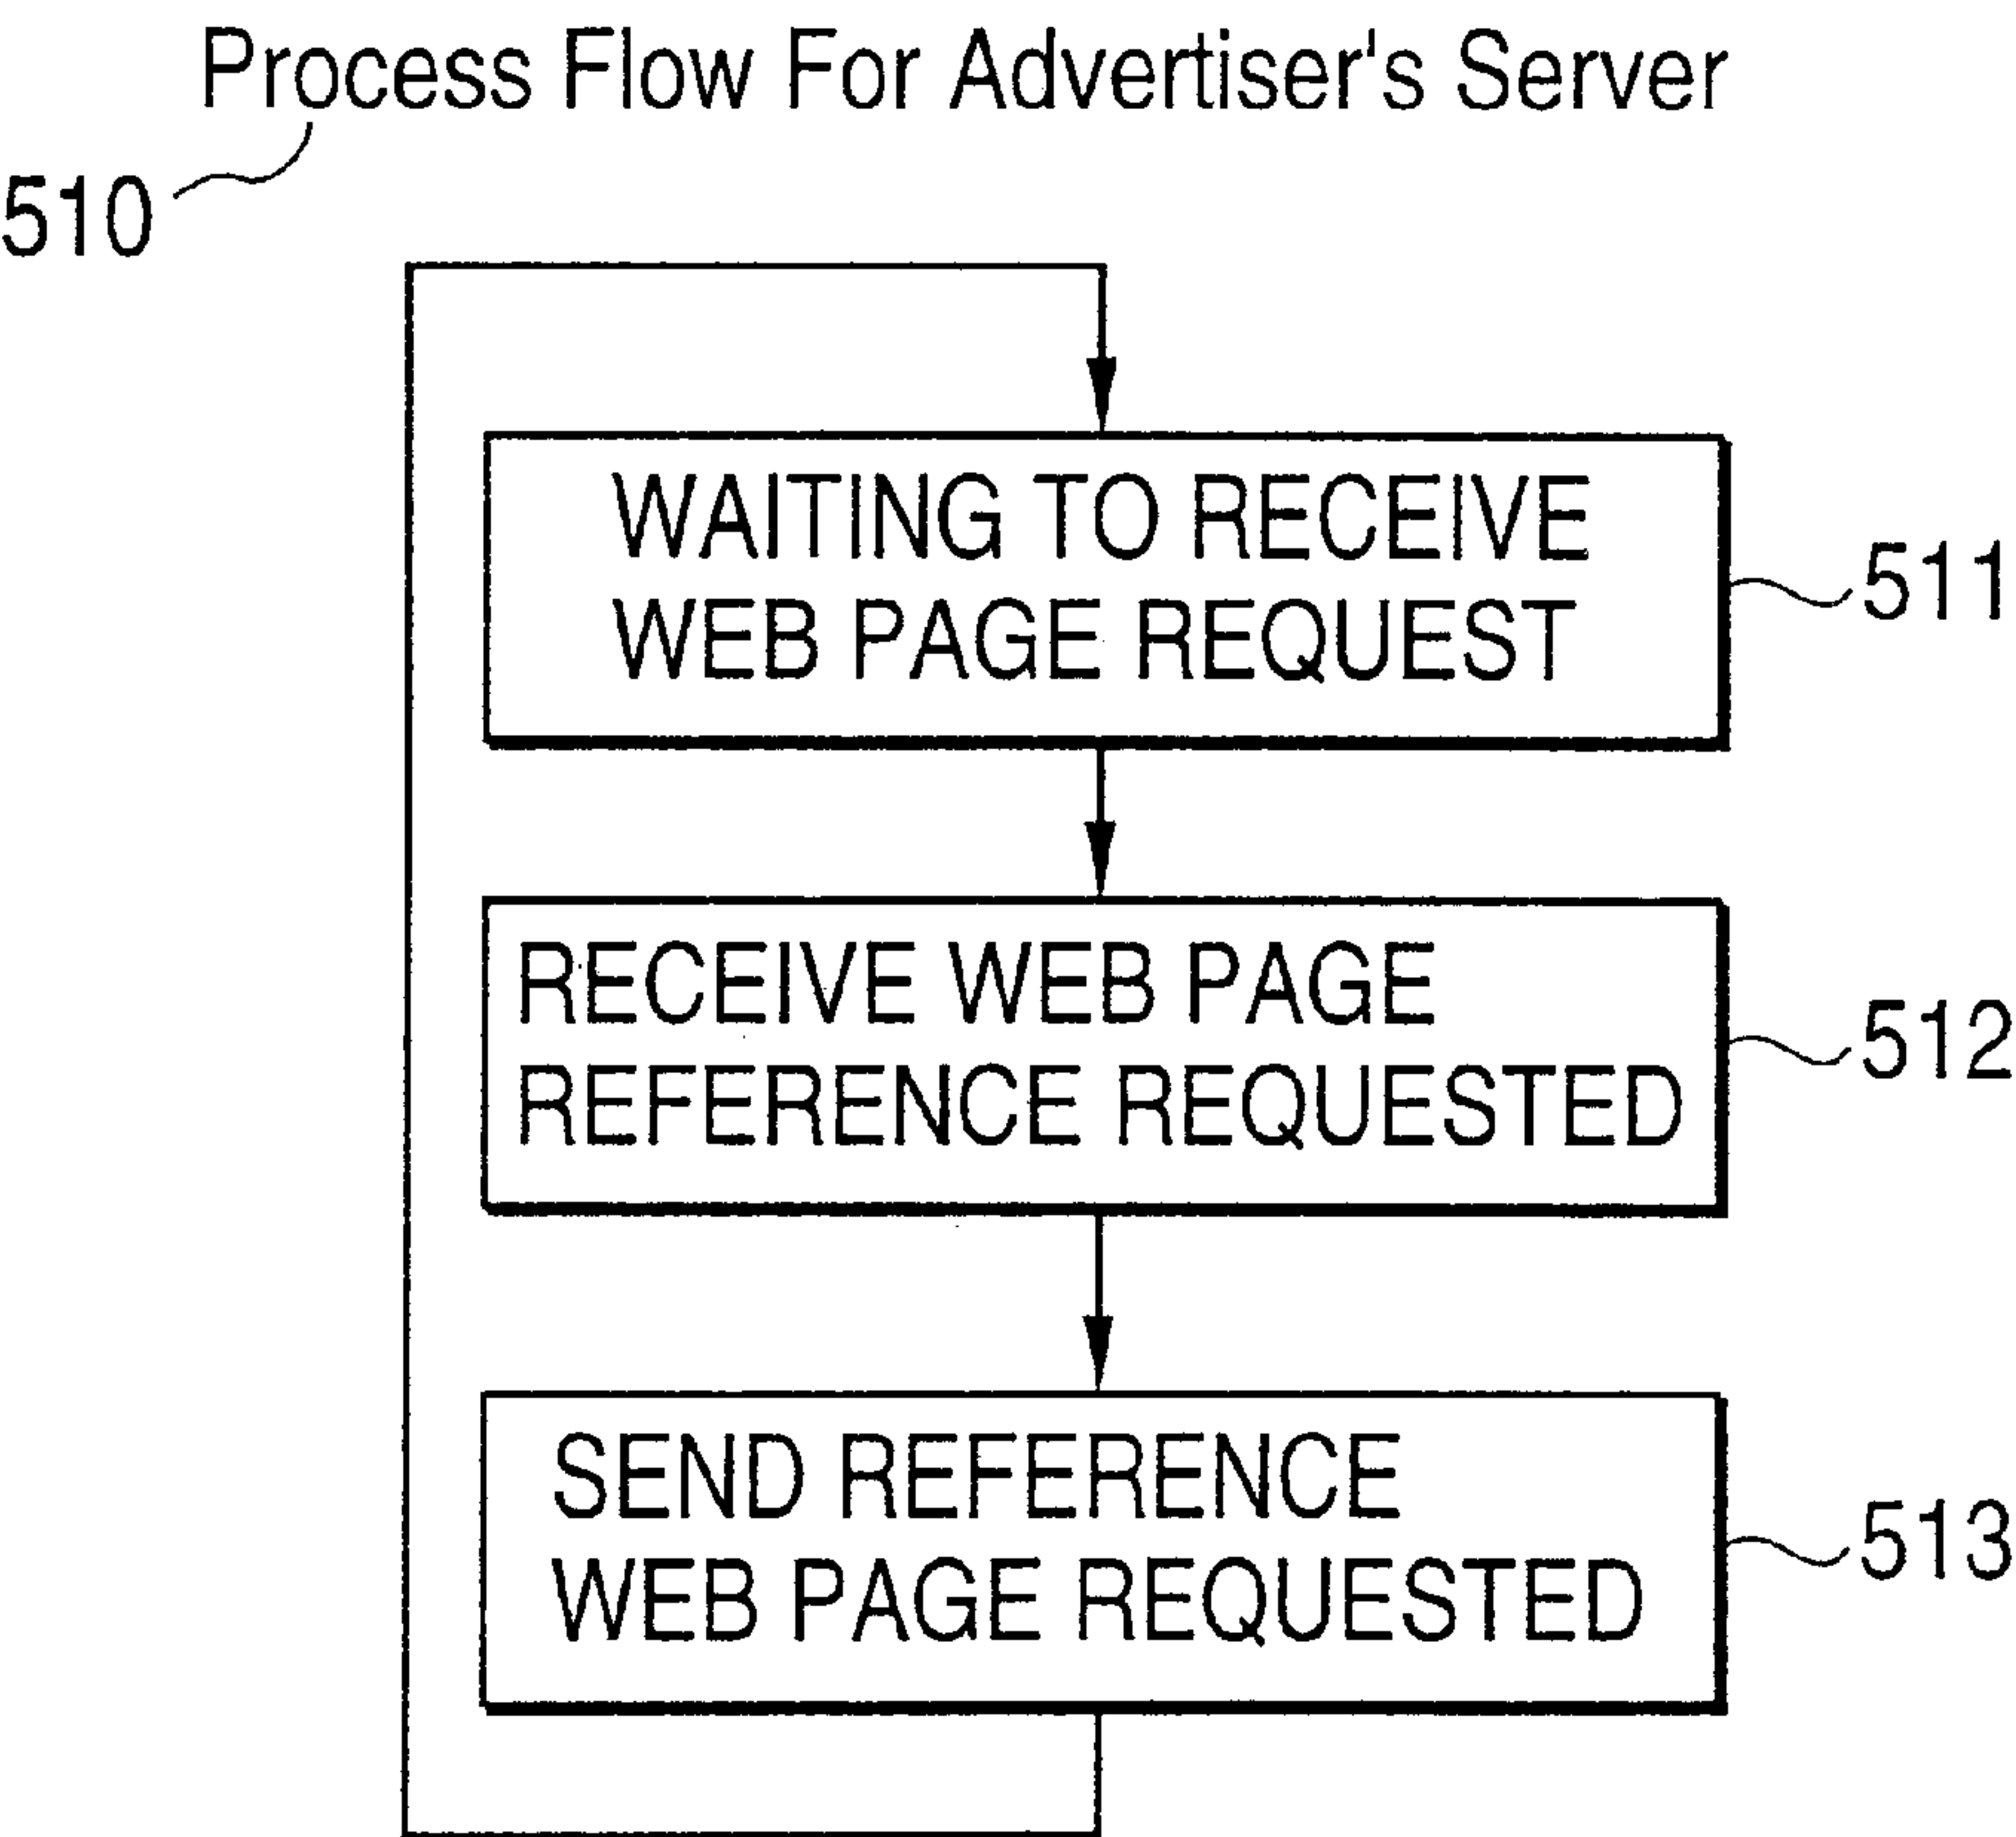 Process Flow For Advertiser's Server
510
WAITING TO RECEIVE
WEB PAGE REQUEST
511
RECEIVE WEB PAGE
REFERENCE REQUESTED
512
SEND REFERENCE
WEB PAGE REQUESTED
513